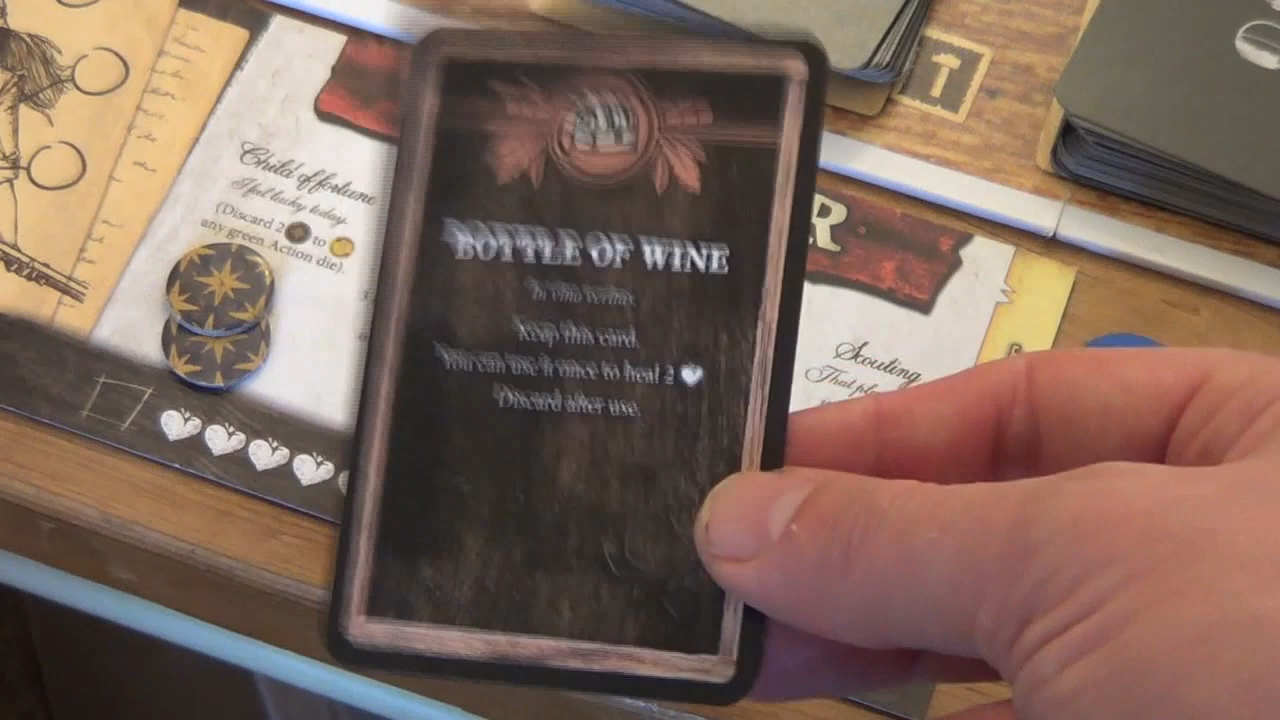 Child of fortune
I feel lucky today.
(Discard 2 to
any green Action die).
BOTTLE OF WINE
In vino veritas.
Keep this card.
You can use it once to heal 2
Discard after use.
R
Scouting
That